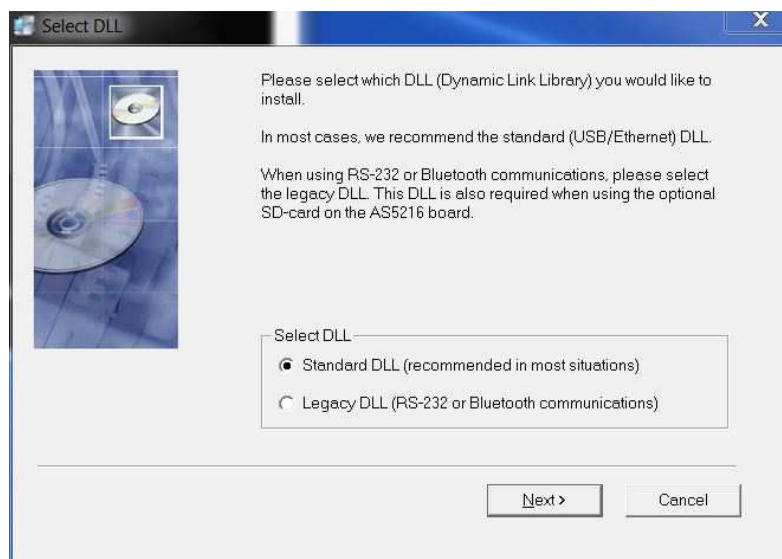 Select DLL
Please select which DLL (Dynamic Link Library) you would like to
install.
In most cases, we recommend the standard (USB/Ethernet) DLL.
When using RS-232 or Bluetooth communications, please select
the legacy DLL. This DLL is also required when using the optional
SD-card on the AS5216 board.
Select DLL
Standard DLL (recommended in most situations)
Legacy DLL (RS-232 or Bluetooth communications)
Next >
Cancel